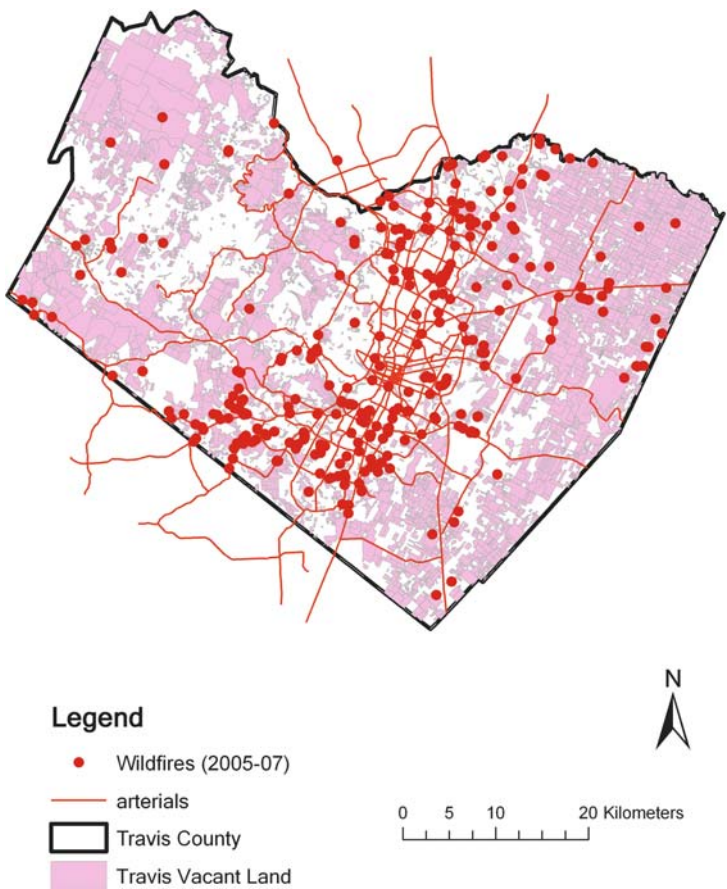 N
Legend
Wildfires (2005-07)
arterials
Travis County
Travis Vacant Land
0 5 10 20 Kilometers